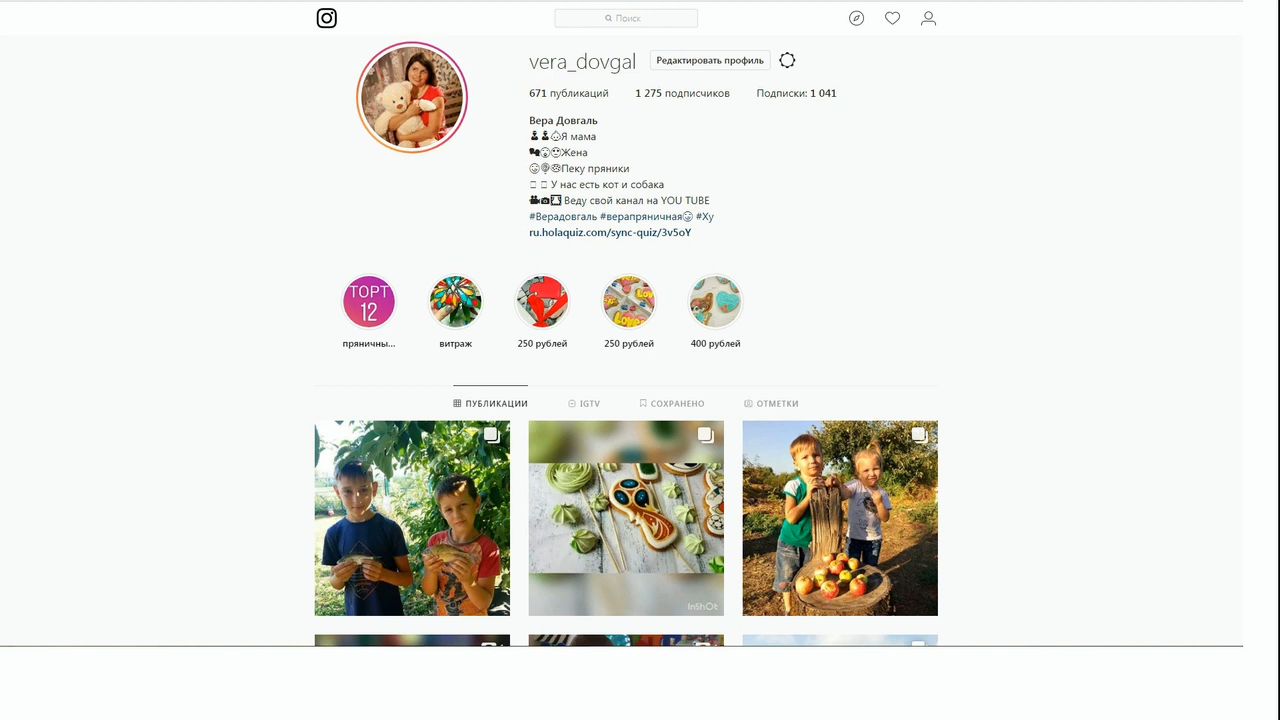 Поиск
vera_dovgal Редактировать профиль
671 публикаций 1 275 подписчиков Подписки: 1 041
Вера Довгаль
Я мама
Жена
Пеку пряники
У нас есть кот и собака
Веду свой канал на YOU TUBE
#Верадовгаль #верапряничная #Ху
ru.holaquiz.com/sync-quiz/3v5oY
ТОРТ
12
пряничны... витраж 250 рублей 250 рублей 400 рублей
ПУБЛИКАЦИИ IGTV СОХРАНЕНО ОТМЕТКИ
InShOt